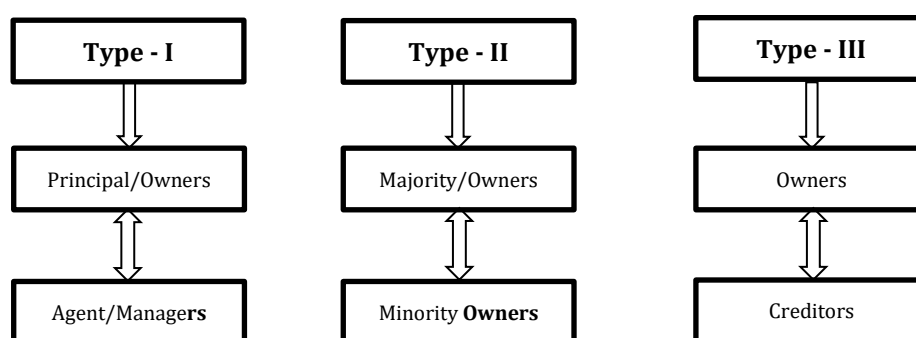 Type - I
Type - II
Type - III
Principal/Owners
Majority/Owners
Owners
Agent/Managers
Minority Owners
Creditors